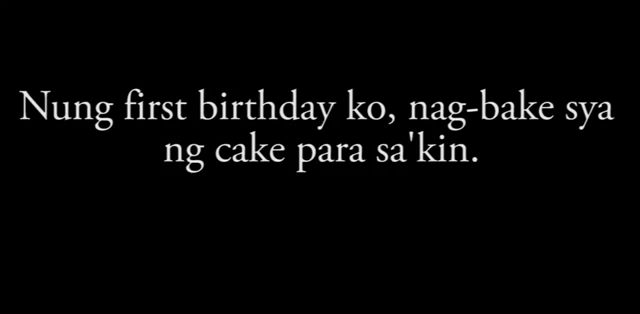 Nung first birthday ko, nag-bake sya
ng cake para sa'kin.